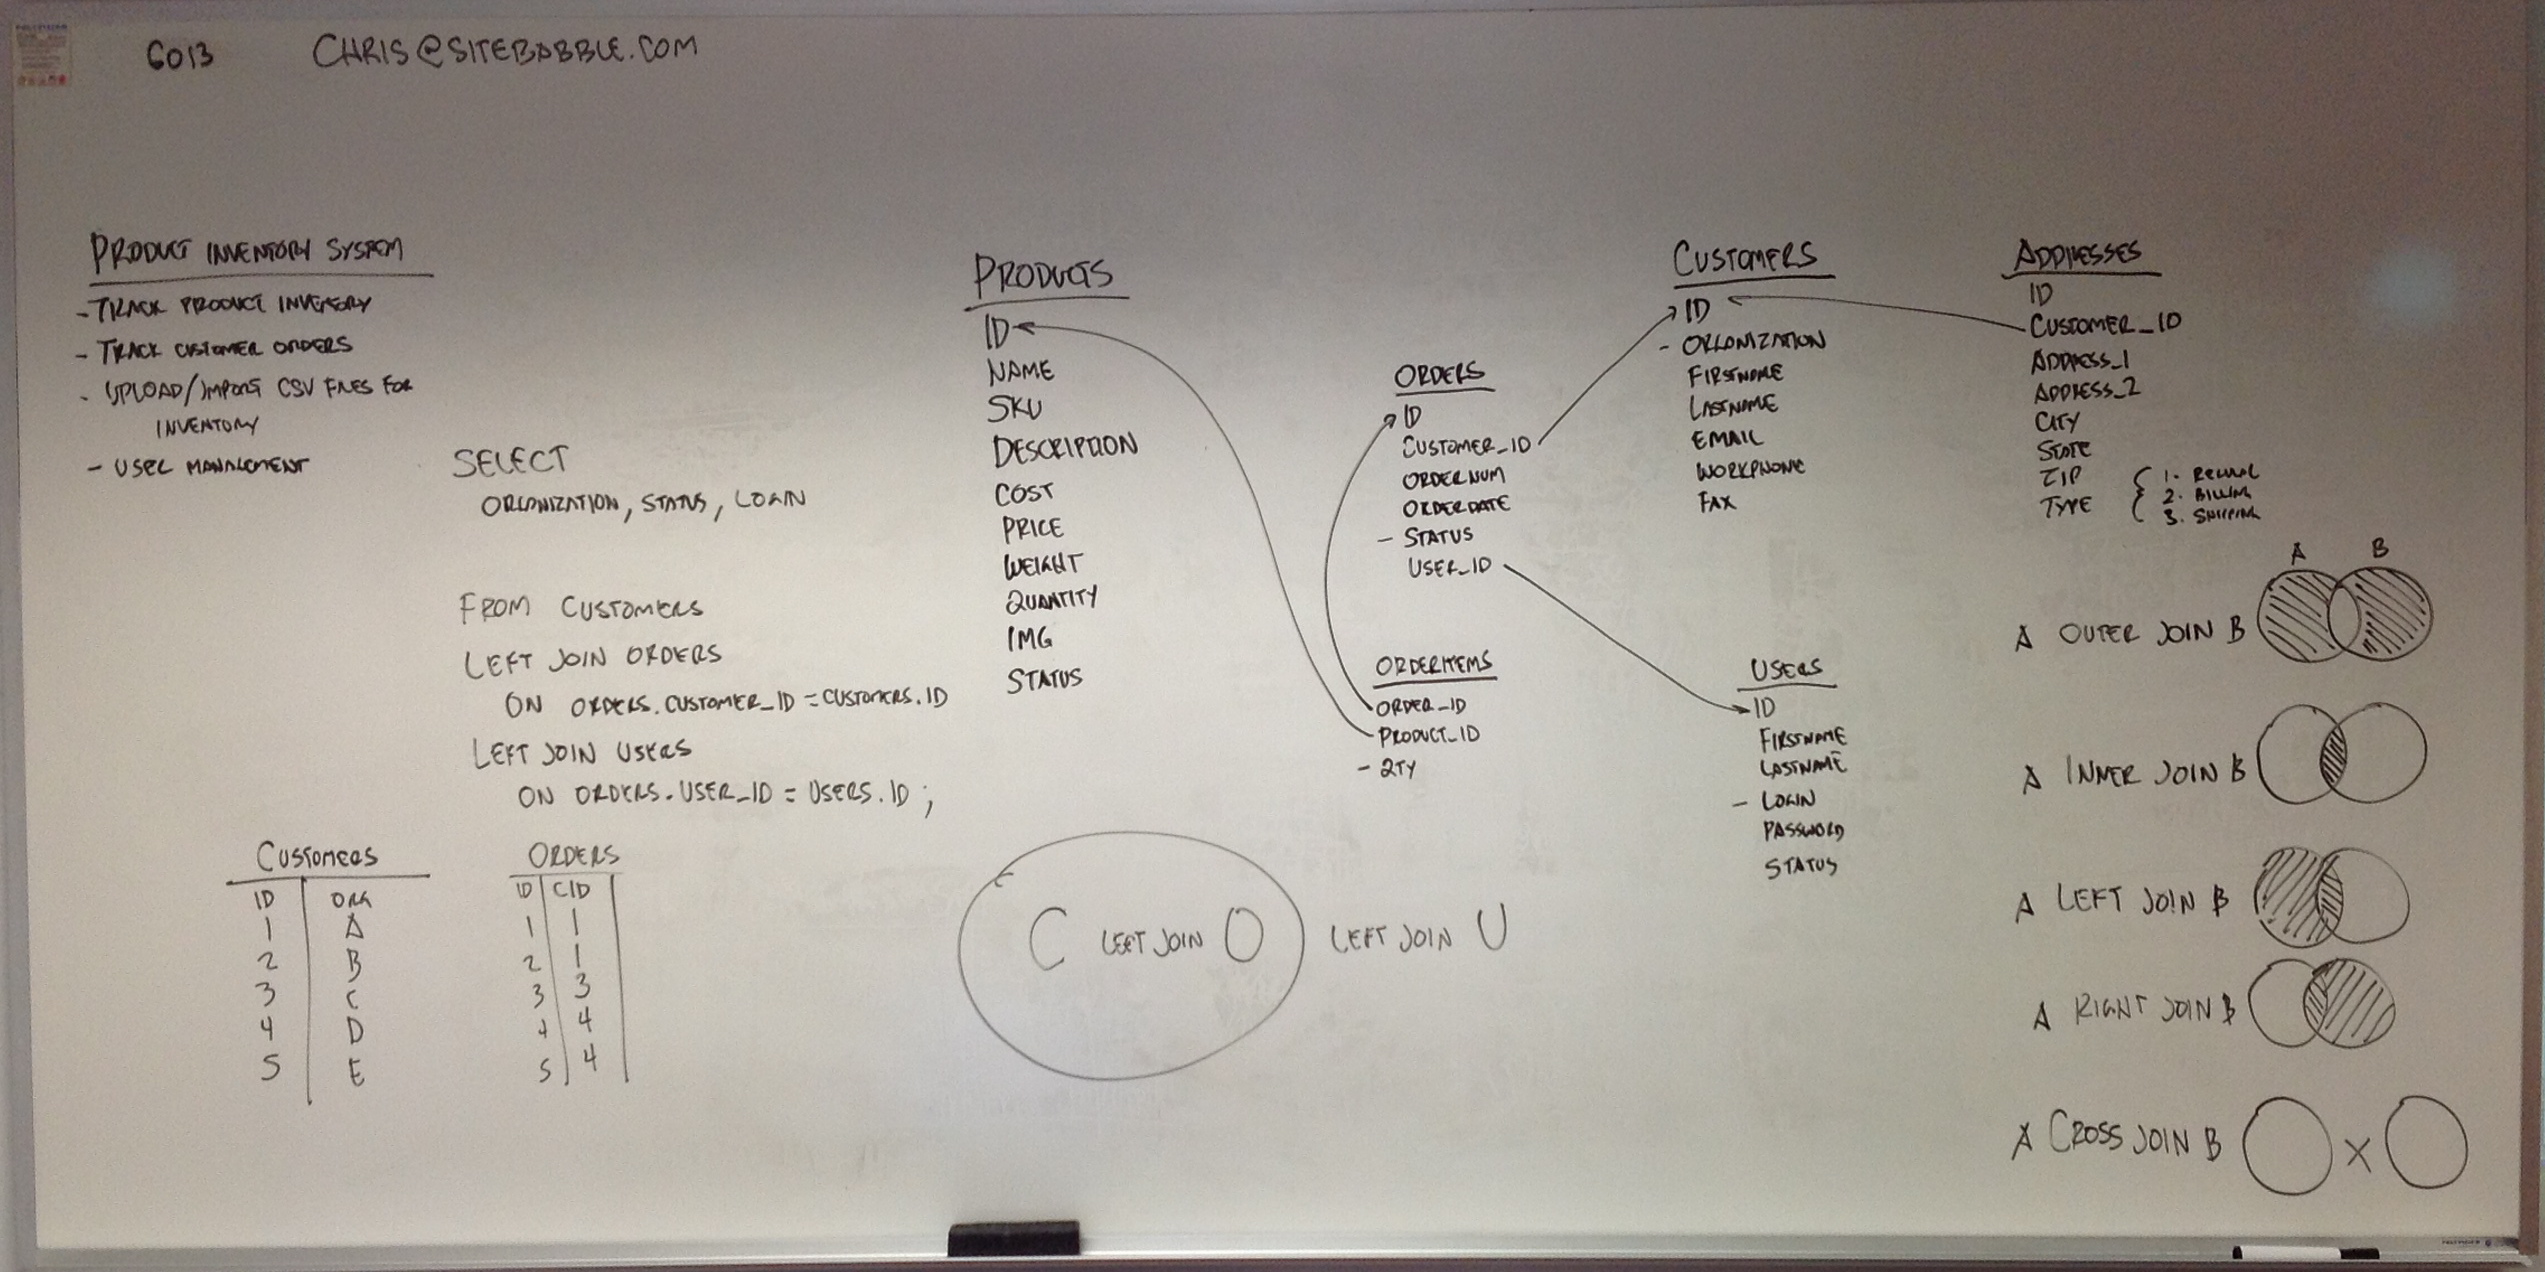 6013
CHRIS@SITEBABBLE.COM
PRODUCT INVENTORY SYSTEM
- TRACK PRODUCT INVENTORY
- TRACK CUSTOMER ORDERS
- UPLOAD/IMPORT CSV FILES FOR
INVENTORY
- USER MANAGEMENT
SELECT
ORGANIZATION, STATUS, LOGIN
FROM CUSTOMERS
LEFT JOIN ORDERS
ON ORDERS.CUSTOMER_ID = CUSTOMERS.ID
LEFT JOIN USERS
ON ORDERS.USER_ID = USERS.ID;
CUSTOMERS
ID ORG
1 A
2 B
3 C
4 D
5 E
ORDERS
ID CID
1 1
2 1
3 3
4 4
5 4
PRODUCTS
ID
NAME
SKU
DESCRIPTION
COST
PRICE
WEIGHT
QUANTITY
IMG
STATUS
ORDERS
ID
CUSTOMER_ID
ORDERNUM
ORDERDATE
- STATUS
USER_ID
ORDERITEMS
ORDER_ID
PRODUCT_ID
- QTY
C LEFT JOIN O LEFT JOIN U
CUSTOMERS
ID
- ORGANIZATION
FIRSTNAME
LASTNAME
EMAIL
WORKPHONE
FAX
USERS
ID
FIRSTNAME
LASTNAME
- LOGIN
PASSWORD
STATUS
ADDRESSES
ID
CUSTOMER_ID
ADDRESS_1
ADDRESS_2
CITY
STATE
ZIP
TYPE
2. BILLING
3. SHIPPING
A B
A OUTER JOIN B
A INNER JOIN B
A LEFT JOIN B
A RIGHT JOIN B
A CROSS JOIN B X